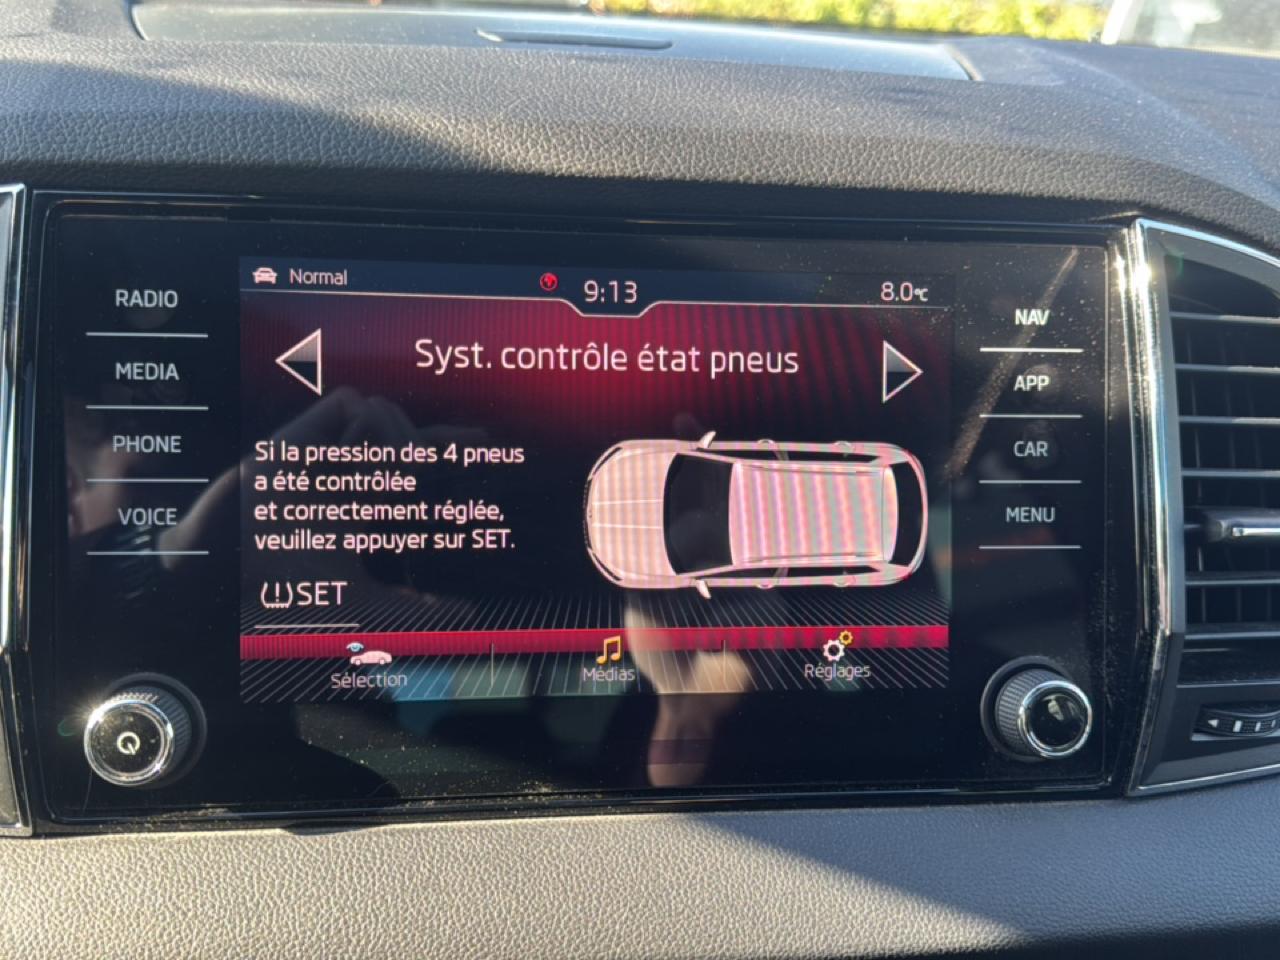 Normal
9:13
8.0°C
RADIO
MEDIA
PHONE
VOICE
Syst. contrôle état pneus
Si la pression des 4 pneus
a été contrôlée
et correctement réglée,
veuillez appuyer sur SET.
(!) SET
Sélection
Médias
Réglages
NAV
APP
CAR
MENU